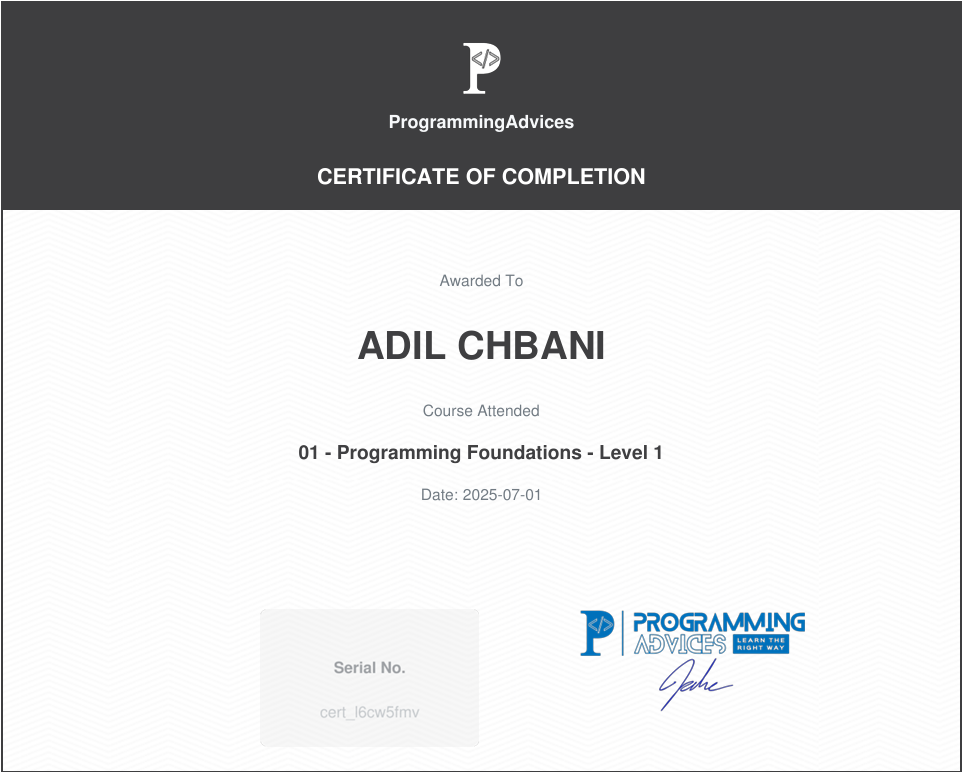 ProgrammingAdvices
CERTIFICATE OF COMPLETION
Awarded To
ADIL CHBANI
Course Attended
01 - Programming Foundations - Level 1
Date: 2025-07-01
PROGRAMMING
ADVICES
LEARN THE
RIGHT WAY
Serial No.
cert_l6cw5fmv